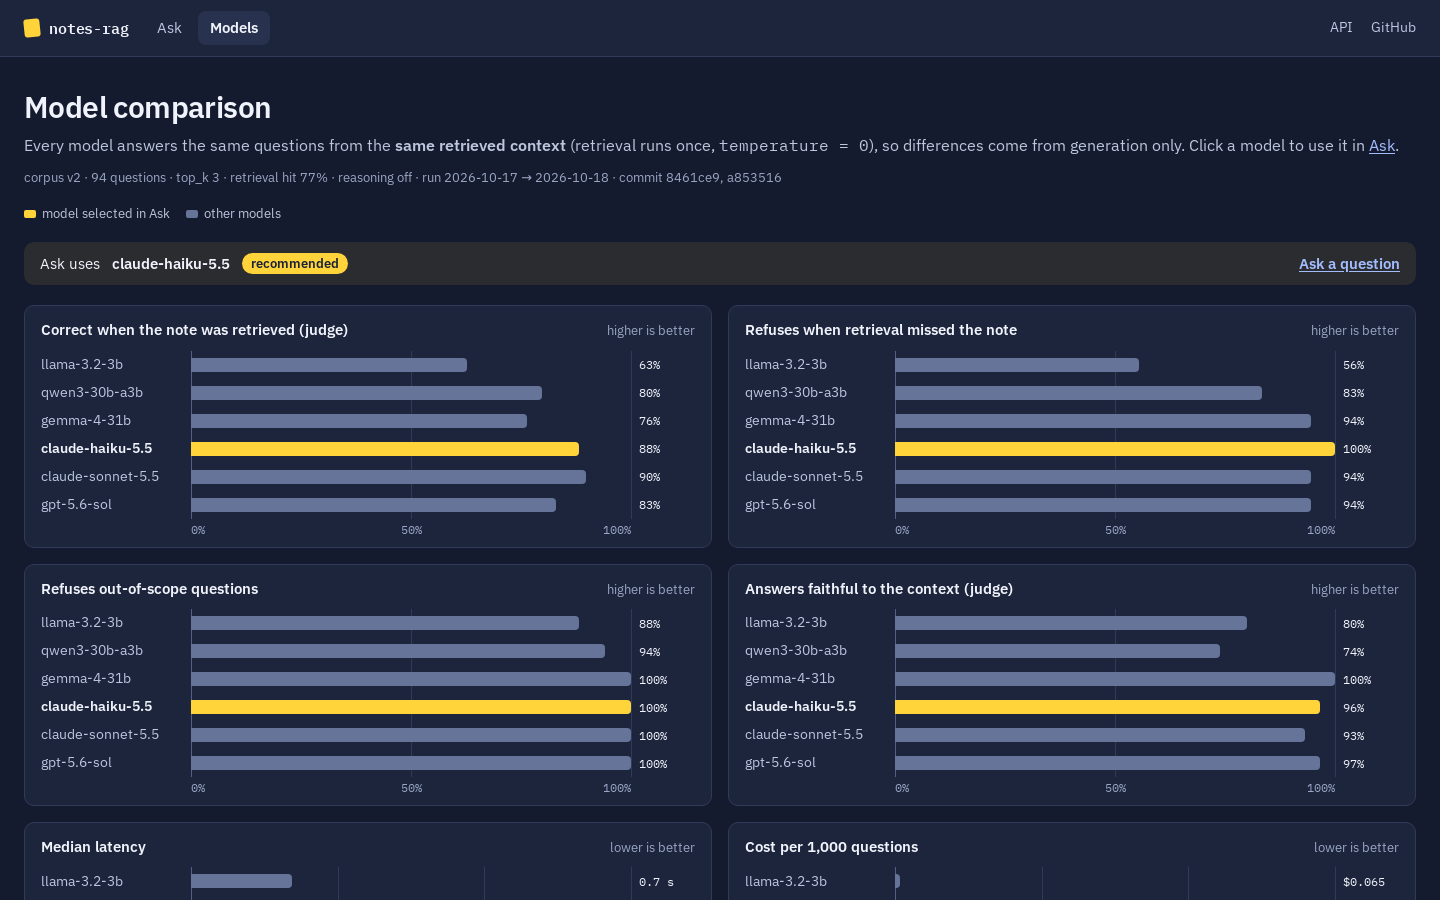 notes-rag Ask Models API GitHub
Model comparison
Every model answers the same questions from the same retrieved context (retrieval runs once, temperature = 0), so differences come from generation only. Click a model to use it in Ask.
corpus v2 · 94 questions · top_k 3 · retrieval hit 77% · reasoning off · run 2026-10-17 → 2026-10-18 · commit 8461ce9, a853516
model selected in Ask other models
Ask uses claude-haiku-5.5 recommended Ask a question
Correct when the note was retrieved (judge) higher is better
llama-3.2-3b 63%
qwen3-30b-a3b 80%
gemma-4-31b 76%
claude-haiku-5.5 88%
claude-sonnet-5.5 90%
gpt-5.6-sol 83%
0% 50% 100%
Refuses when retrieval missed the note higher is better
llama-3.2-3b 56%
qwen3-30b-a3b 83%
gemma-4-31b 94%
claude-haiku-5.5 100%
claude-sonnet-5.5 94%
gpt-5.6-sol 94%
0% 50% 100%
Refuses out-of-scope questions higher is better
llama-3.2-3b 88%
qwen3-30b-a3b 94%
gemma-4-31b 100%
claude-haiku-5.5 100%
claude-sonnet-5.5 100%
gpt-5.6-sol 100%
0% 50% 100%
Answers faithful to the context (judge) higher is better
llama-3.2-3b 80%
qwen3-30b-a3b 74%
gemma-4-31b 100%
claude-haiku-5.5 96%
claude-sonnet-5.5 93%
gpt-5.6-sol 97%
0% 50% 100%
Median latency lower is better
llama-3.2-3b 0.7 s
Cost per 1,000 questions lower is better
llama-3.2-3b $0.065